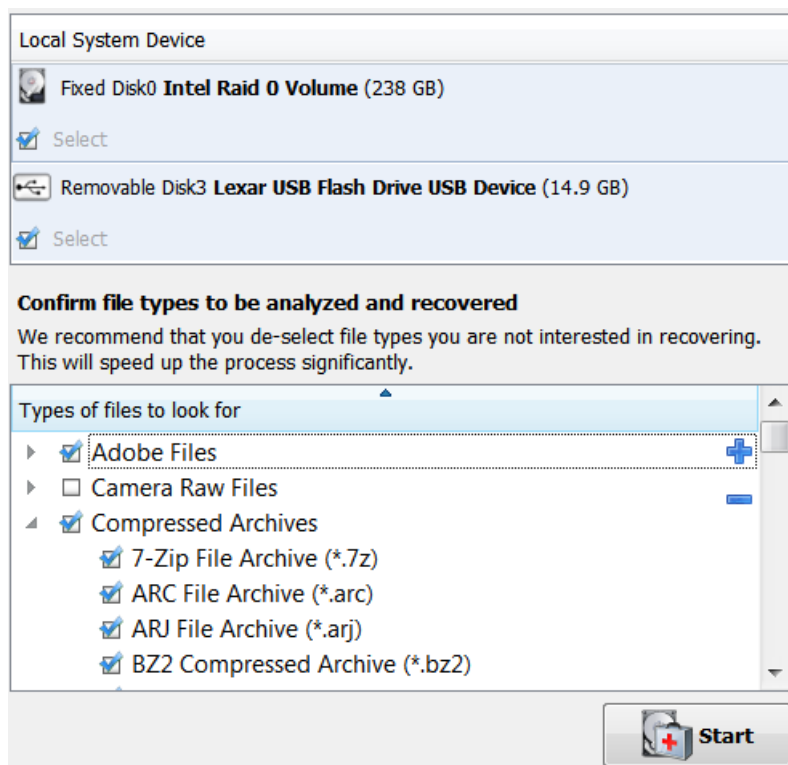 Local System Device
Fixed Disk0 Intel Raid 0 Volume (238 GB)
Select
Removable Disk3 Lexar USB Flash Drive USB Device (14.9 GB)
Select
Confirm file types to be analyzed and recovered
We recommend that you de-select file types you are not interested in recovering.
This will speed up the process significantly.
Types of files to look for
Adobe Files
Camera Raw Files
Compressed Archives
7-Zip File Archive (*.7z)
ARC File Archive (*.arc)
ARJ File Archive (*.arj)
BZ2 Compressed Archive (*.bz2)
Start